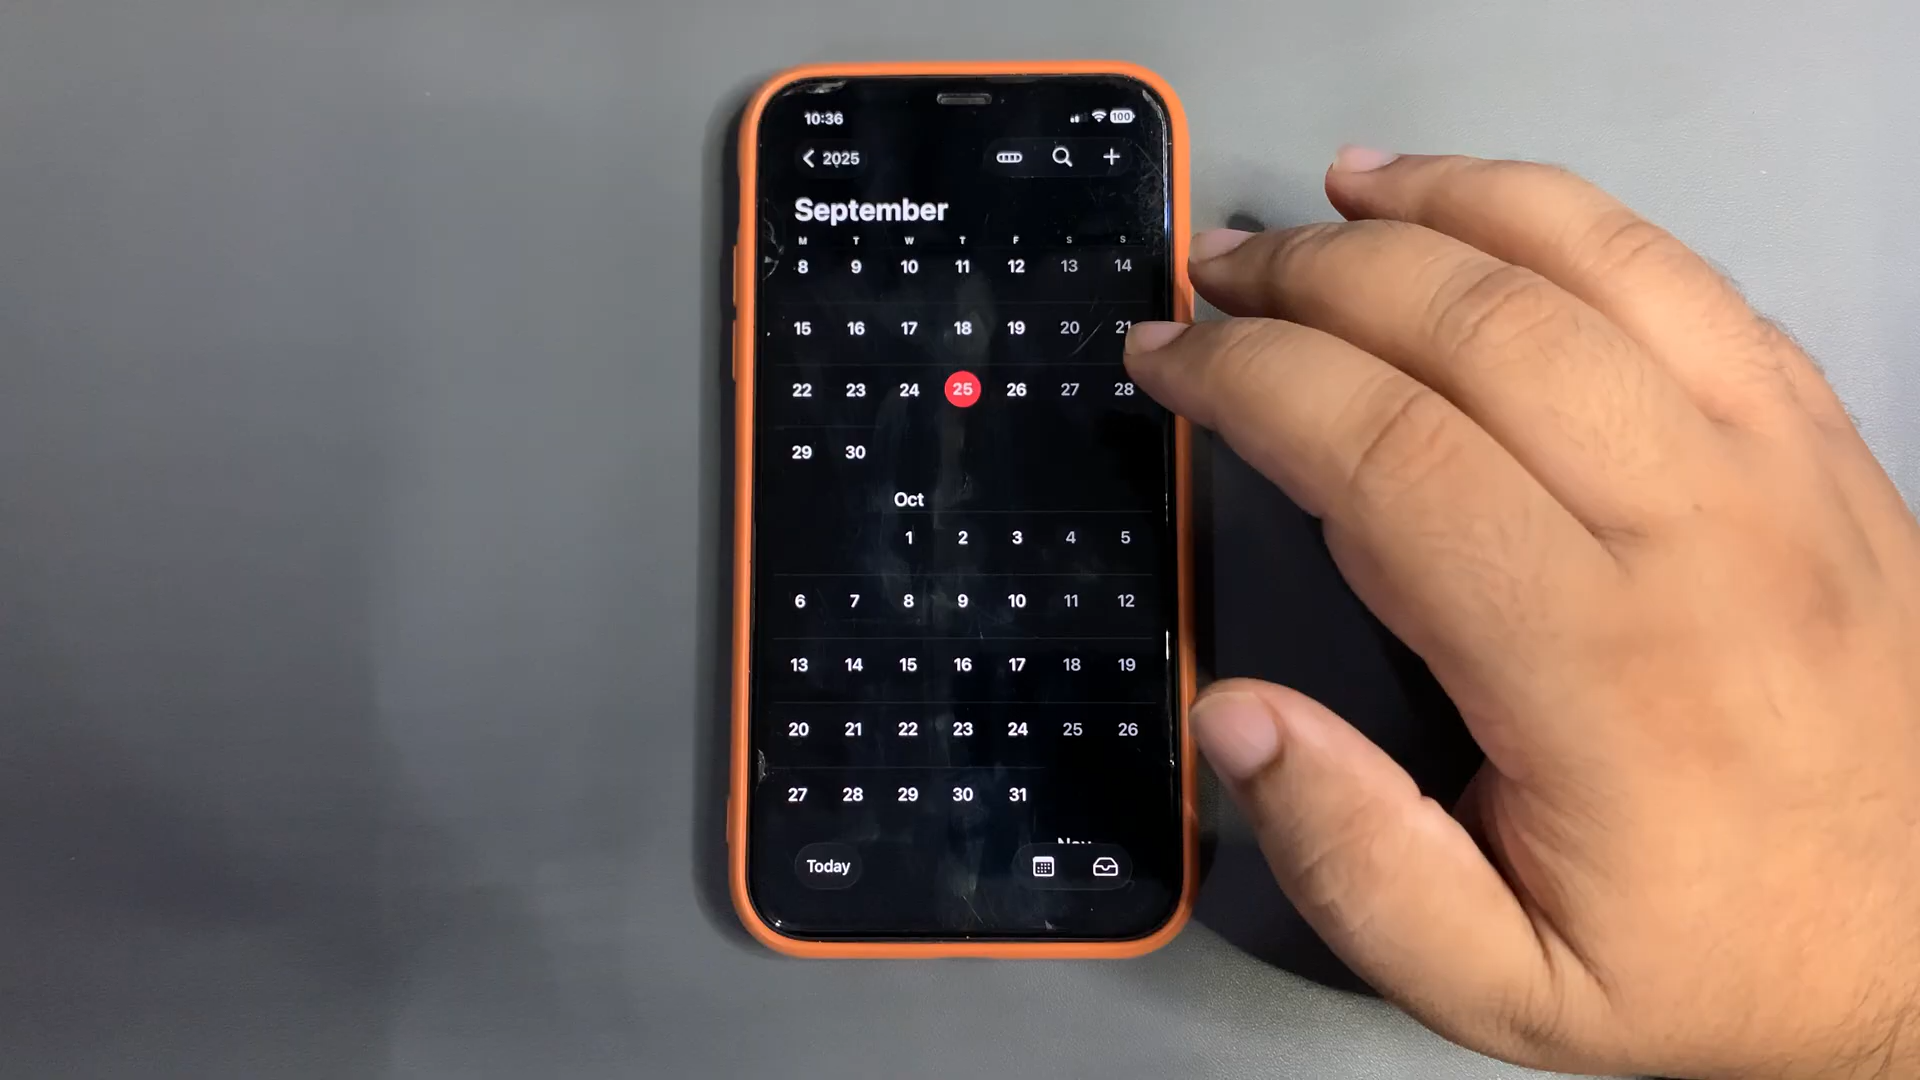 10:36 100
2025
September
M T W T F S S
8 9 10 11 12 13 14
15 16 17 18 19 20 21
22 23 24 25 26 27 28
29 30
Oct
1 2 3 4 5
6 7 8 9 10 11 12
13 14 15 16 17 18 19
20 21 22 23 24 25 26
27 28 29 30 31
Nov
Today